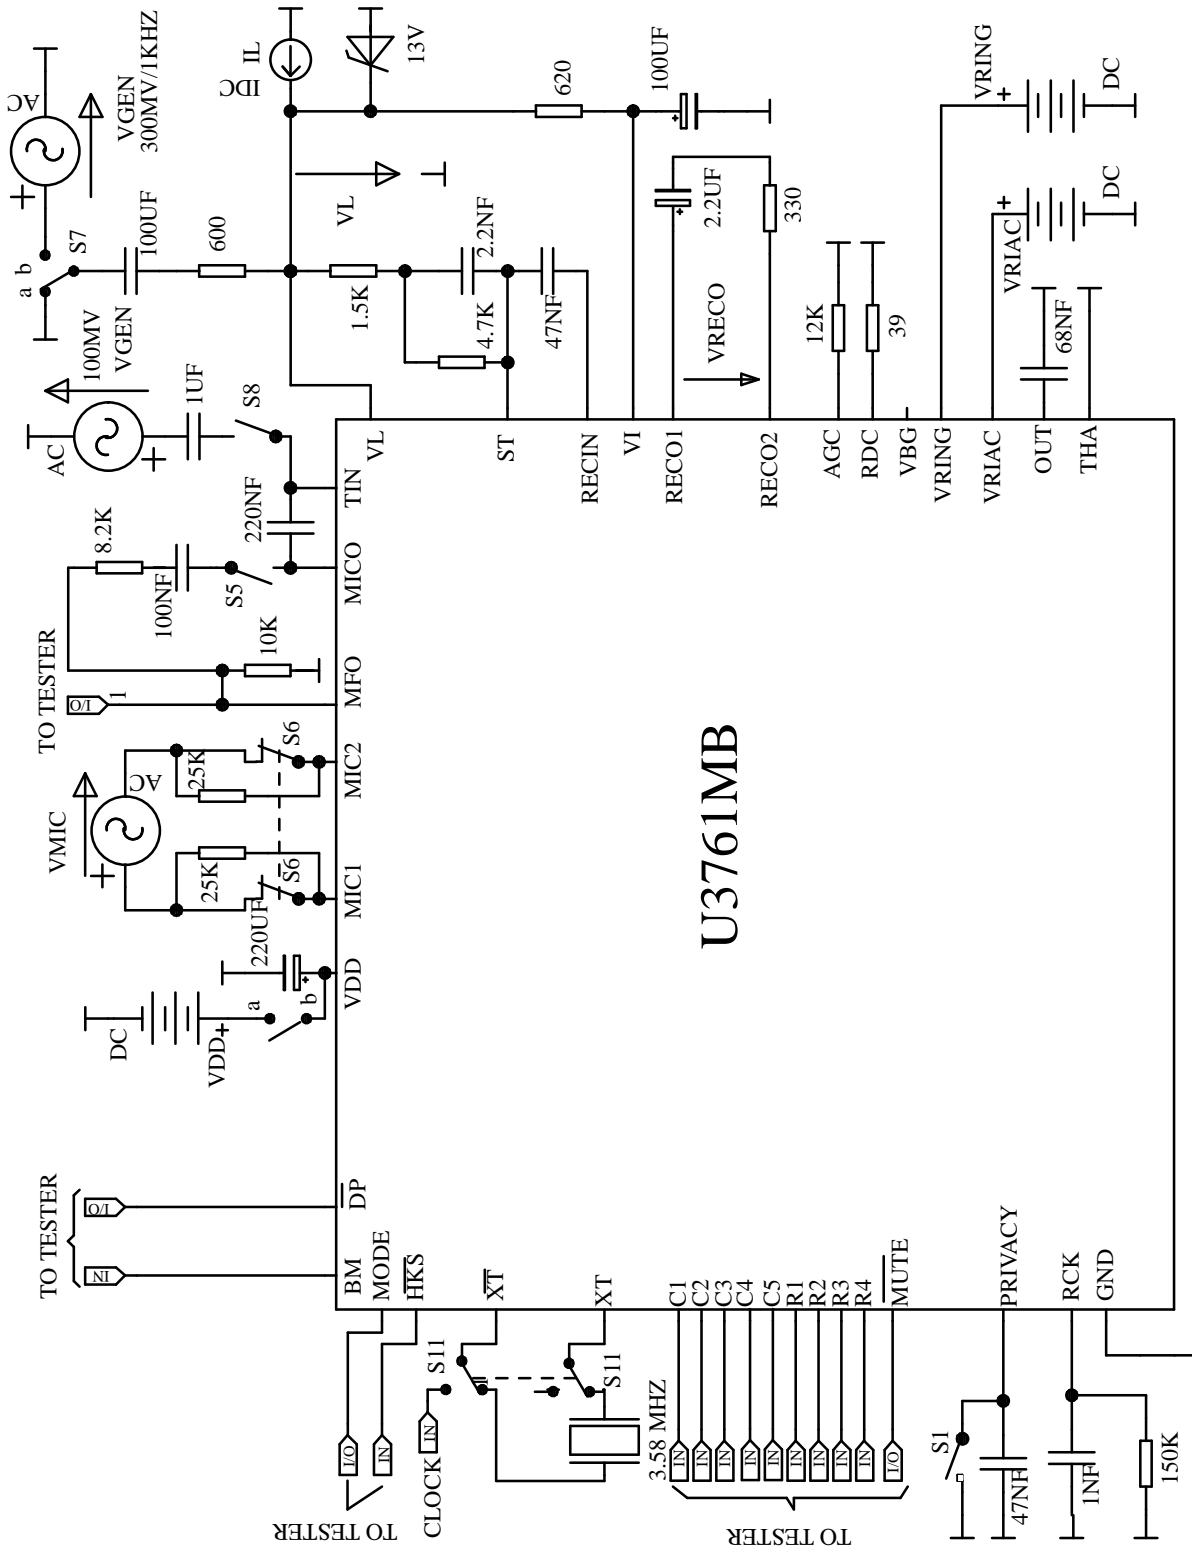 AC
VGEN
300MV/1KHZ
IL
IDC
13V
a
b
S7
100UF
600
VL
620
100UF
100MV
VGEN
AC
1UF
S8
1.5K
4.7K
2.2NF
47NF
2.2UF
330
VRECO
12K
39
68NF
VRIAC
VRING
DC
DC
TO TESTER
I/O
1
8.2K
100NF
S5
220NF
10K
VMIC
AC
25K
25K
S6
S6
220UF
DC
VDD
a
b
TO TESTER
I/O
IN
VL
ST
RECIN
VI
RECO1
RECO2
AGC
RDC
VBG
VRING
VRIAC
OUT
THA
TIN
MICO
MFO
MIC2
MIC1
VDD
DP
BM
MODE
HKS
XT
XT
C1
C2
C3
C4
C5
R1
R2
R3
R4
MUTE
PRIVACY
RCK
GND
U3761MB
I/O
IN
TO TESTER
CLOCK
IN
S11
S11
3.58 MHZ
IN
IN
IN
IN
IN
IN
IN
IN
IN
I/O
TO TESTER
S1
47NF
1NF
150K